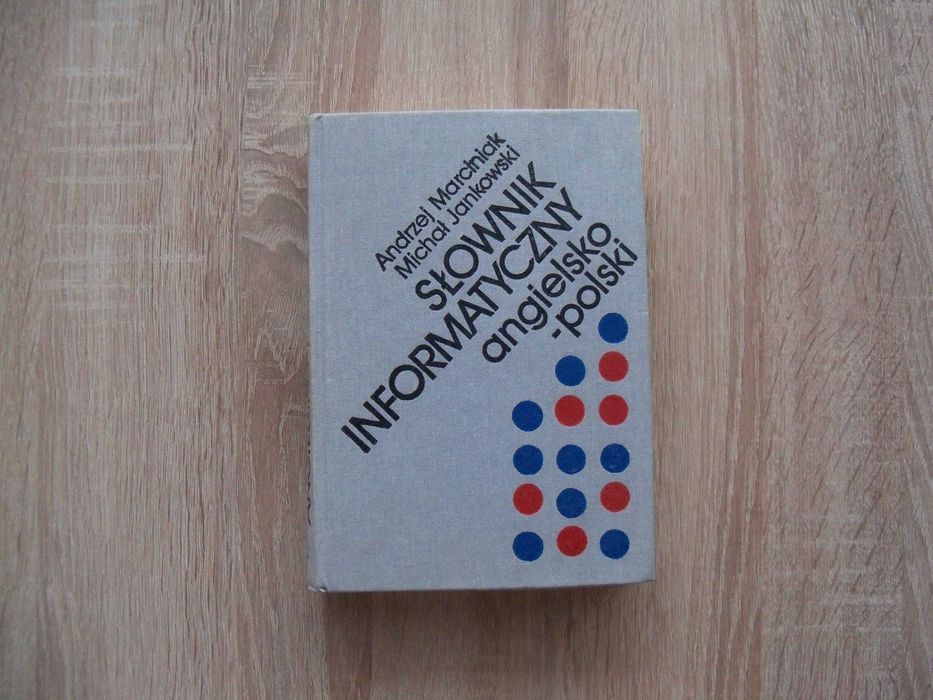 Andrzej Marciniak
Michał Jankowski
SŁOWNIK
INFORMATYCZNY
angielsko
-polski